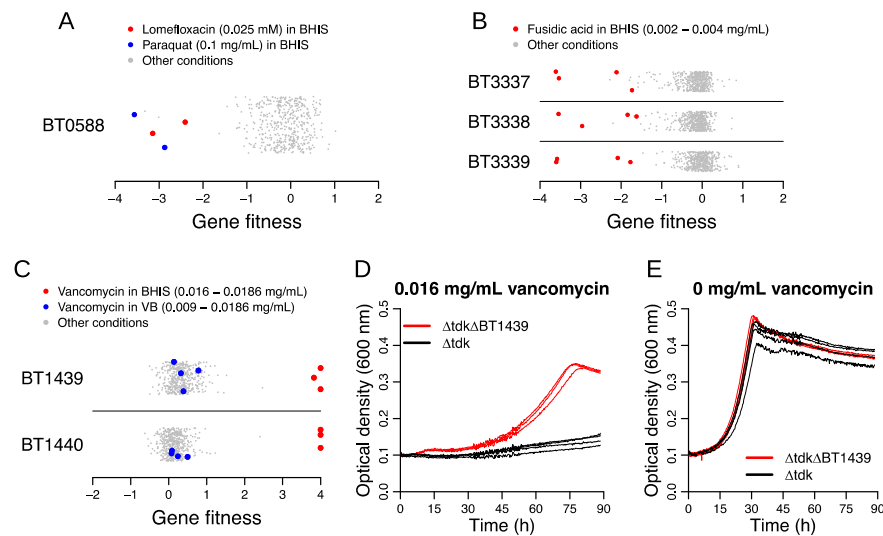 A
Lomefloxacin (0.025 mM) in BHIS
Paraquat (0.1 mg/mL) in BHIS
Other conditions
BT0588
−4 −3 −2 −1 0 1 2
Gene fitness
B
Fusidic acid in BHIS (0.002 − 0.004 mg/mL)
Other conditions
BT3337
BT3338
BT3339
−4 −3 −2 −1 0 1 2
Gene fitness
C
Vancomycin in BHIS (0.016 − 0.0186 mg/mL)
Vancomycin in VB (0.009 − 0.0186 mg/mL)
Other conditions
BT1439
BT1440
−2 −1 0 1 2 3 4
Gene fitness
D
0.016 mg/mL vancomycin
ΔtdkΔBT1439
Δtdk
Optical density (600 nm)
0.0 0.1 0.2 0.3 0.4 0.5
0 15 30 45 60 75 90
Time (h)
E
0 mg/mL vancomycin
ΔtdkΔBT1439
Δtdk
Optical density (600 nm)
0.0 0.1 0.2 0.3 0.4 0.5
0 15 30 45 60 75 90
Time (h)